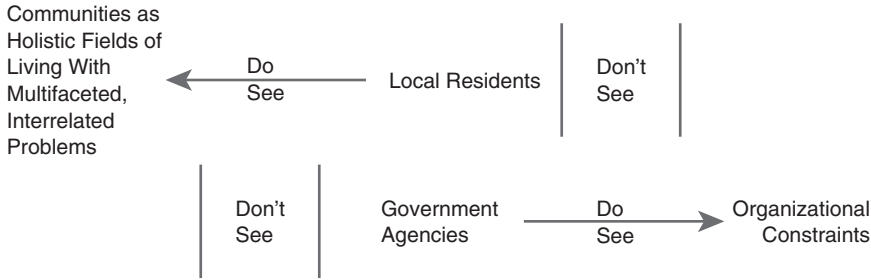 Communities as
Holistic Fields of
Living With
Multifaceted,
Interrelated
Problems
Do
See
Local Residents
Don't
See
Don't
See
Government
Agencies
Do
See
Organizational
Constraints